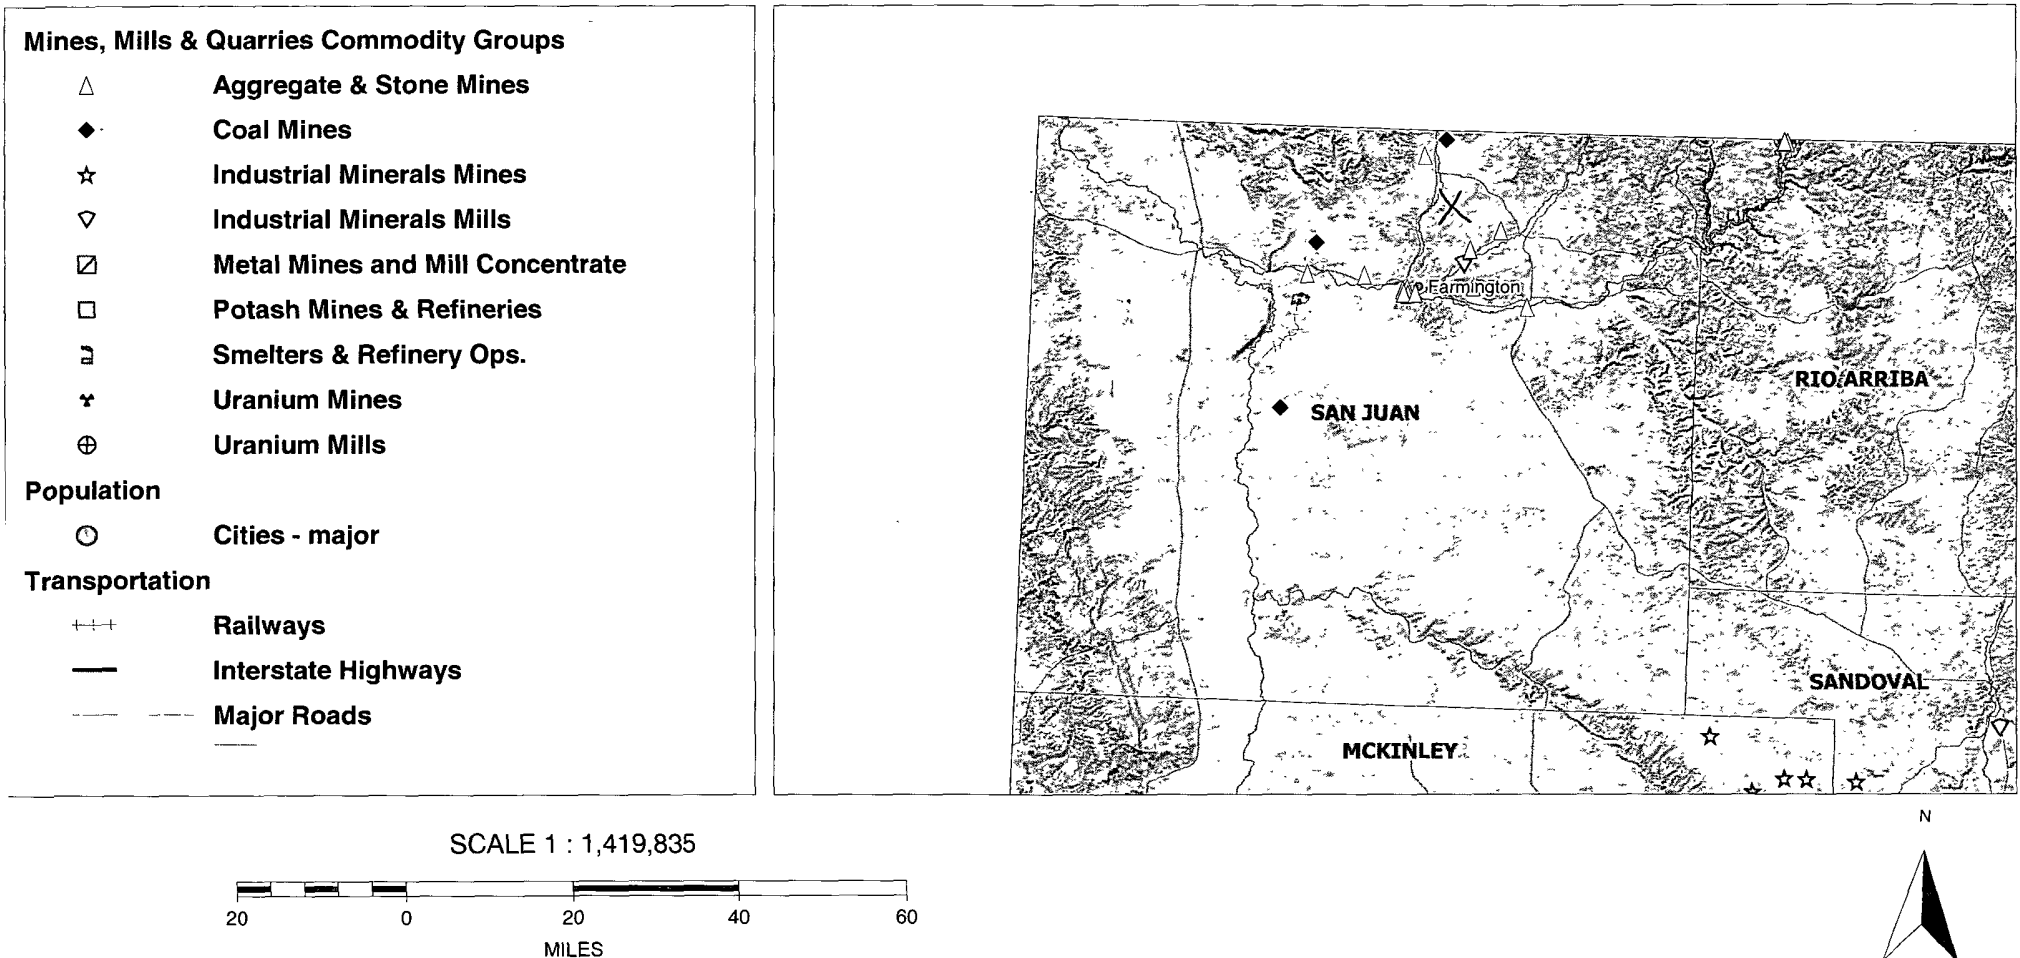 Mines, Mills & Quarries Commodity Groups
Aggregate & Stone Mines
Coal Mines
Industrial Minerals Mines
Industrial Minerals Mills
Metal Mines and Mill Concentrate
Potash Mines & Refineries
Smelters & Refinery Ops.
Uranium Mines
Uranium Mills
Population
Cities - major
Transportation
Railways
Interstate Highways
Major Roads
Farmington
RIO ARRIBA
SAN JUAN
SANDOVAL
MCKINLEY
SCALE 1 : 1,419,835
20 0 20 40 60
MILES
N